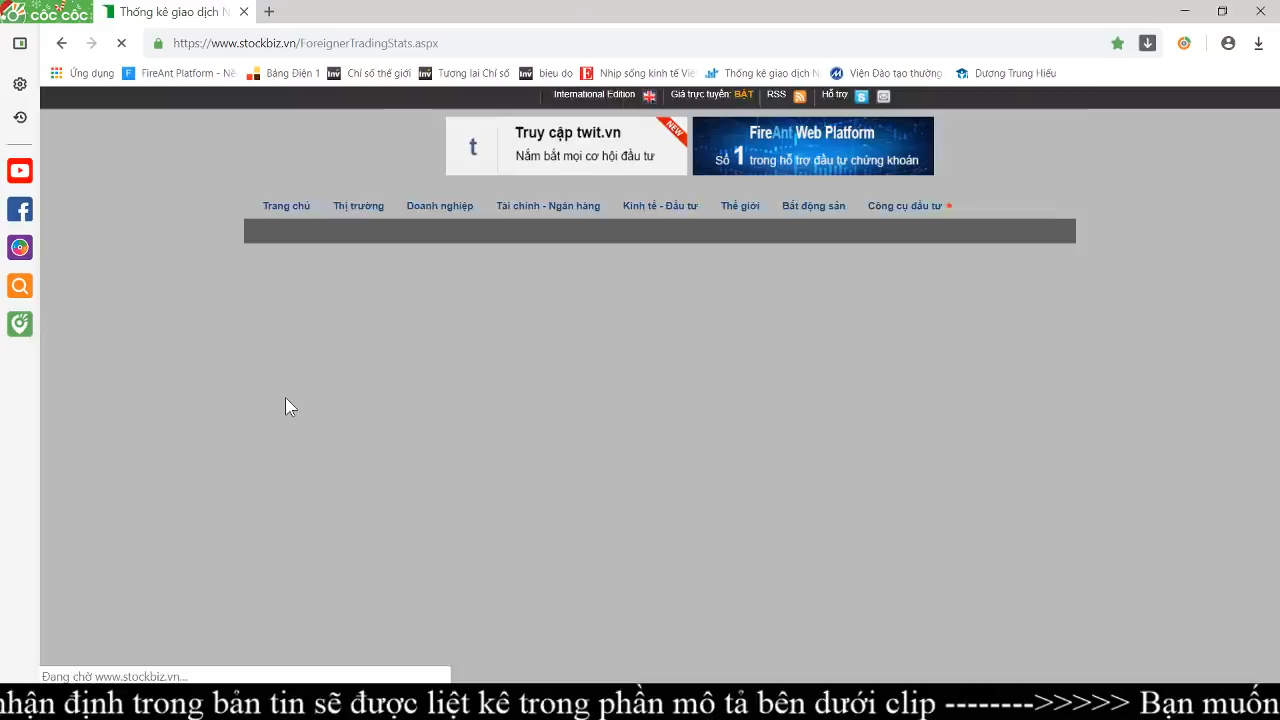 CỐC CỐC
Thống kê giao dịch N
https://www.stockbiz.vn/ForeignerTradingStats.aspx
Ứng dụng
FireAnt Platform - Nề
Bảng Điện 1
Chỉ số thế giới
Tương lai chỉ số
bieu do
Nhịp sống kinh tế Việ
Thống kê giao dịch N
Viện Đào tạo thương
Dương Trung Hiếu
International Edition
Giá trực tuyến: BẬT
RSS
Hỗ trợ
t
Truy cập twit.vn
Nắm bắt mọi cơ hội đầu tư
NEW
FireAnt Web Platform
Số 1 trong hỗ trợ đầu tư chứng khoán
Trang chủ
Thị trường
Doanh nghiệp
Tài chính - Ngân hàng
Kinh tế - Đầu tư
Thế giới
Bất động sản
Công cụ đầu tư
Đang chờ www.stockbiz.vn...
nhận định trong bản tin sẽ được liệt kê trong phần mô tả bên dưới clip -------->>>>> Bạn muốn